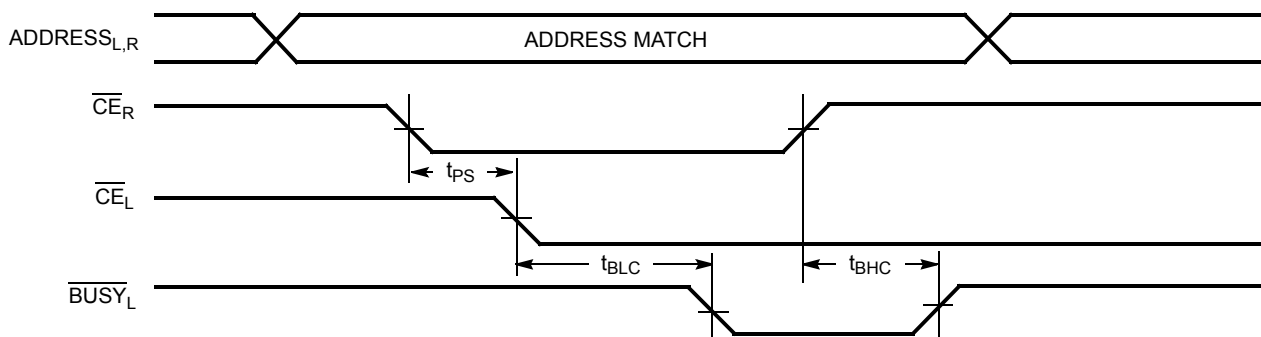 ADDRESSL,R
ADDRESS MATCH
CER
tPS
CEL
tBLC
tBHC
BUSYL